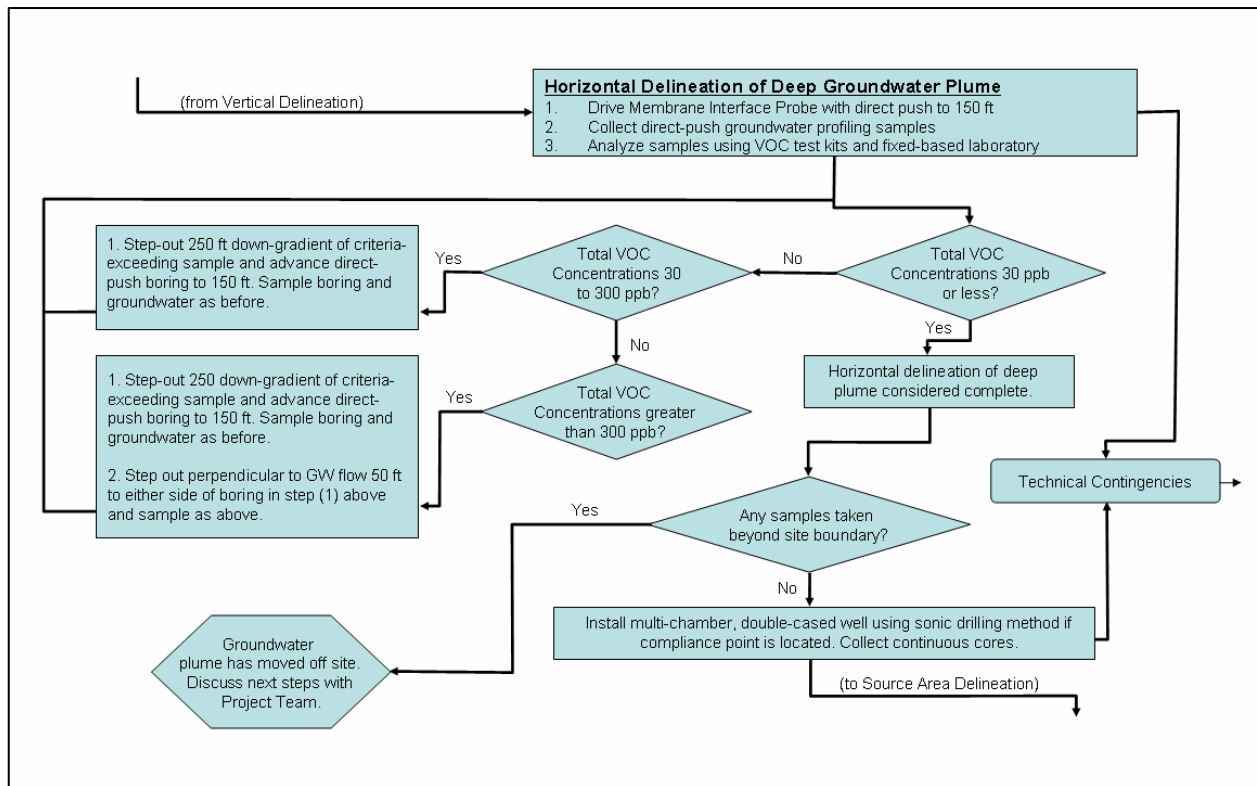 (from Vertical Delineation)
Horizontal Delineation of Deep Groundwater Plume
1. Drive Membrane Interface Probe with direct push to 150 ft
2. Collect direct-push groundwater profiling samples
3. Analyze samples using VOC test kits and fixed-based laboratory
1. Step-out 250 ft down-gradient of criteria-
exceeding sample and advance direct-
push boring to 150 ft. Sample boring and
groundwater as before.
Yes
Total VOC
Concentrations 30
to 300 ppb?
No
Total VOC
Concentrations 30 ppb
or less?
Yes
No
1. Step-out 250 down-gradient of criteria-
exceeding sample and advance direct-
push boring to 150 ft. Sample boring and
groundwater as before.
2. Step out perpendicular to GW flow 50 ft
to either side of boring in step (1) above
and sample as above.
Yes
Total VOC
Concentrations greater
than 300 ppb?
Horizontal delineation of deep
plume considered complete.
Technical Contingencies
Yes
Any samples taken
beyond site boundary?
No
Install multi-chamber, double-cased well using sonic drilling method if
compliance point is located. Collect continuous cores.
Groundwater
plume has moved off site.
Discuss next steps with
Project Team.
(to Source Area Delineation)